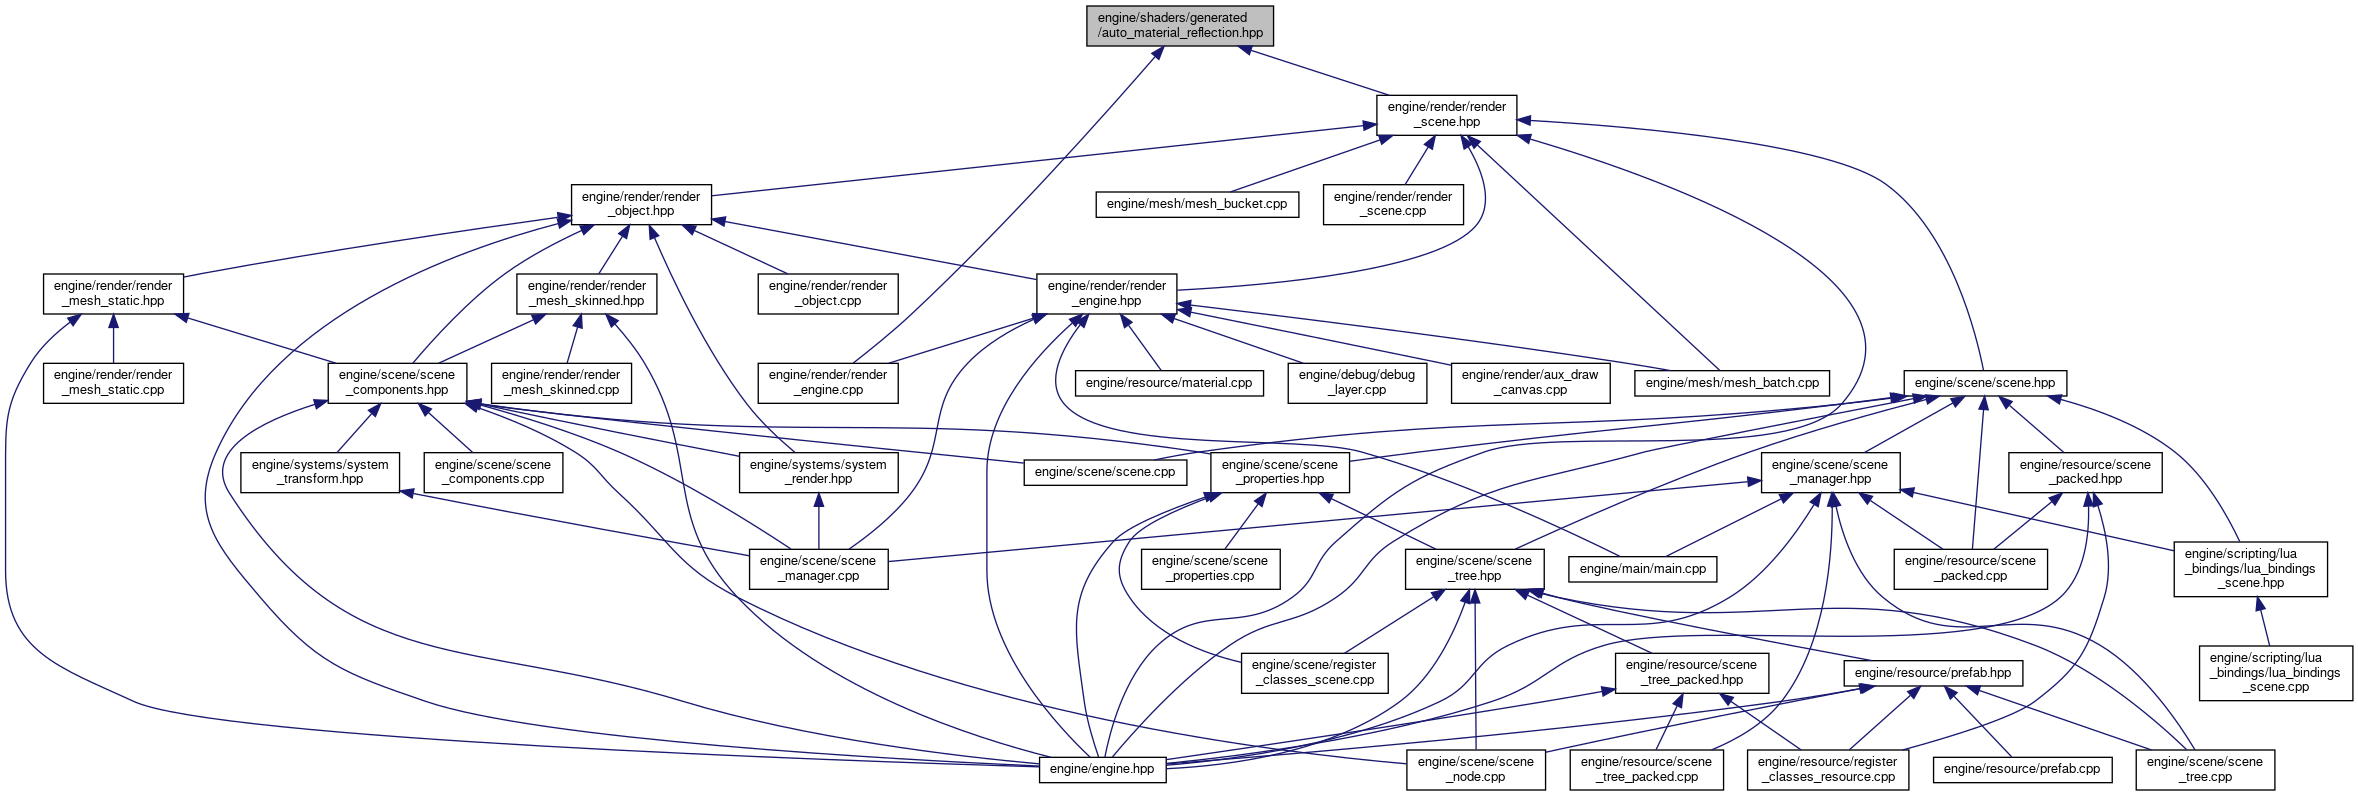 engine/shaders/generated
/auto_material_reflection.hpp
engine/render/render
_scene.hpp
engine/render/render
_object.hpp
engine/mesh/mesh_bucket.cpp
engine/render/render
_scene.cpp
engine/render/render
_mesh_static.hpp
engine/render/render
_mesh_skinned.hpp
engine/render/render
_object.cpp
engine/render/render
_engine.hpp
engine/render/render
_mesh_static.cpp
engine/scene/scene
_components.hpp
engine/render/render
_mesh_skinned.cpp
engine/render/render
_engine.cpp
engine/resource/material.cpp
engine/debug/debug
_layer.cpp
engine/render/aux_draw
_canvas.cpp
engine/mesh/mesh_batch.cpp
engine/scene/scene.hpp
engine/systems/system
_transform.hpp
engine/scene/scene
_components.cpp
engine/systems/system
_render.hpp
engine/scene/scene.cpp
engine/scene/scene
_properties.hpp
engine/scene/scene
_manager.hpp
engine/resource/scene
_packed.hpp
engine/scene/scene
_manager.cpp
engine/scene/scene
_properties.cpp
engine/scene/scene
_tree.hpp
engine/main/main.cpp
engine/resource/scene
_packed.cpp
engine/scripting/lua
_bindings/lua_bindings
_scene.hpp
engine/scene/register
_classes_scene.cpp
engine/resource/scene
_tree_packed.hpp
engine/resource/prefab.hpp
engine/scripting/lua
_bindings/lua_bindings
_scene.cpp
engine/engine.hpp
engine/scene/scene
_node.cpp
engine/resource/scene
_tree_packed.cpp
engine/resource/register
_classes_resource.cpp
engine/resource/prefab.cpp
engine/scene/scene
_tree.cpp